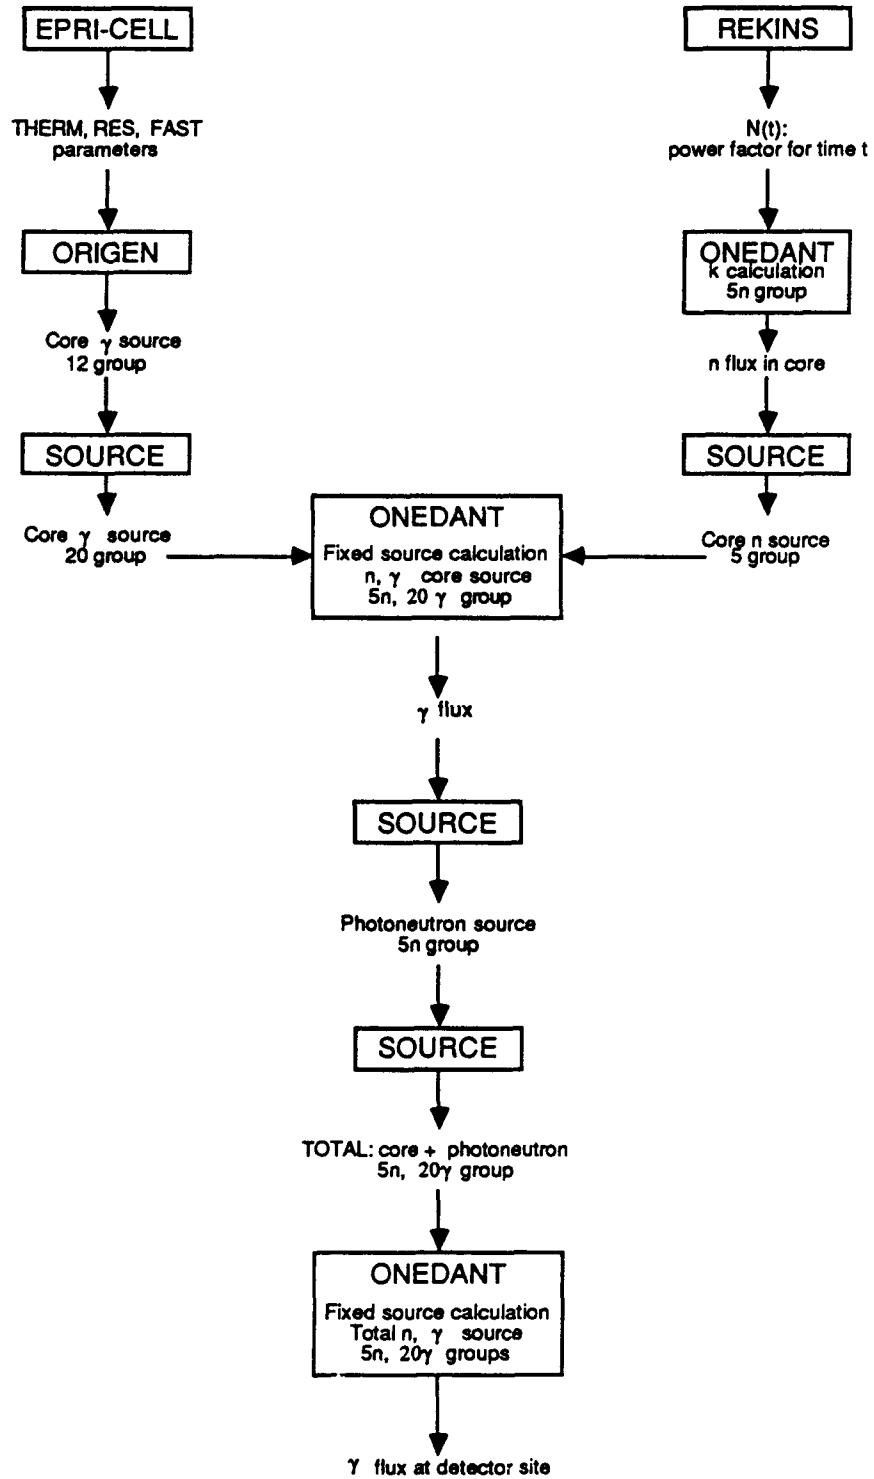 EPRI-CELL
THERM, RES, FAST
parameters
ORIGEN
Core γ source
12 group
SOURCE
Core γ source
20 group
REKINS
N(t):
power factor for time t
ONEDANT
k calculation
5n group
n flux in core
SOURCE
Core n source
5 group
ONEDANT
Fixed source calculation
n, γ core source
5n, 20 γ group
γ flux
SOURCE
Photoneutron source
5n group
SOURCE
TOTAL: core + photoneutron
5n, 20γ group
ONEDANT
Fixed source calculation
Total n, γ source
5n, 20γ groups
γ flux at detector site